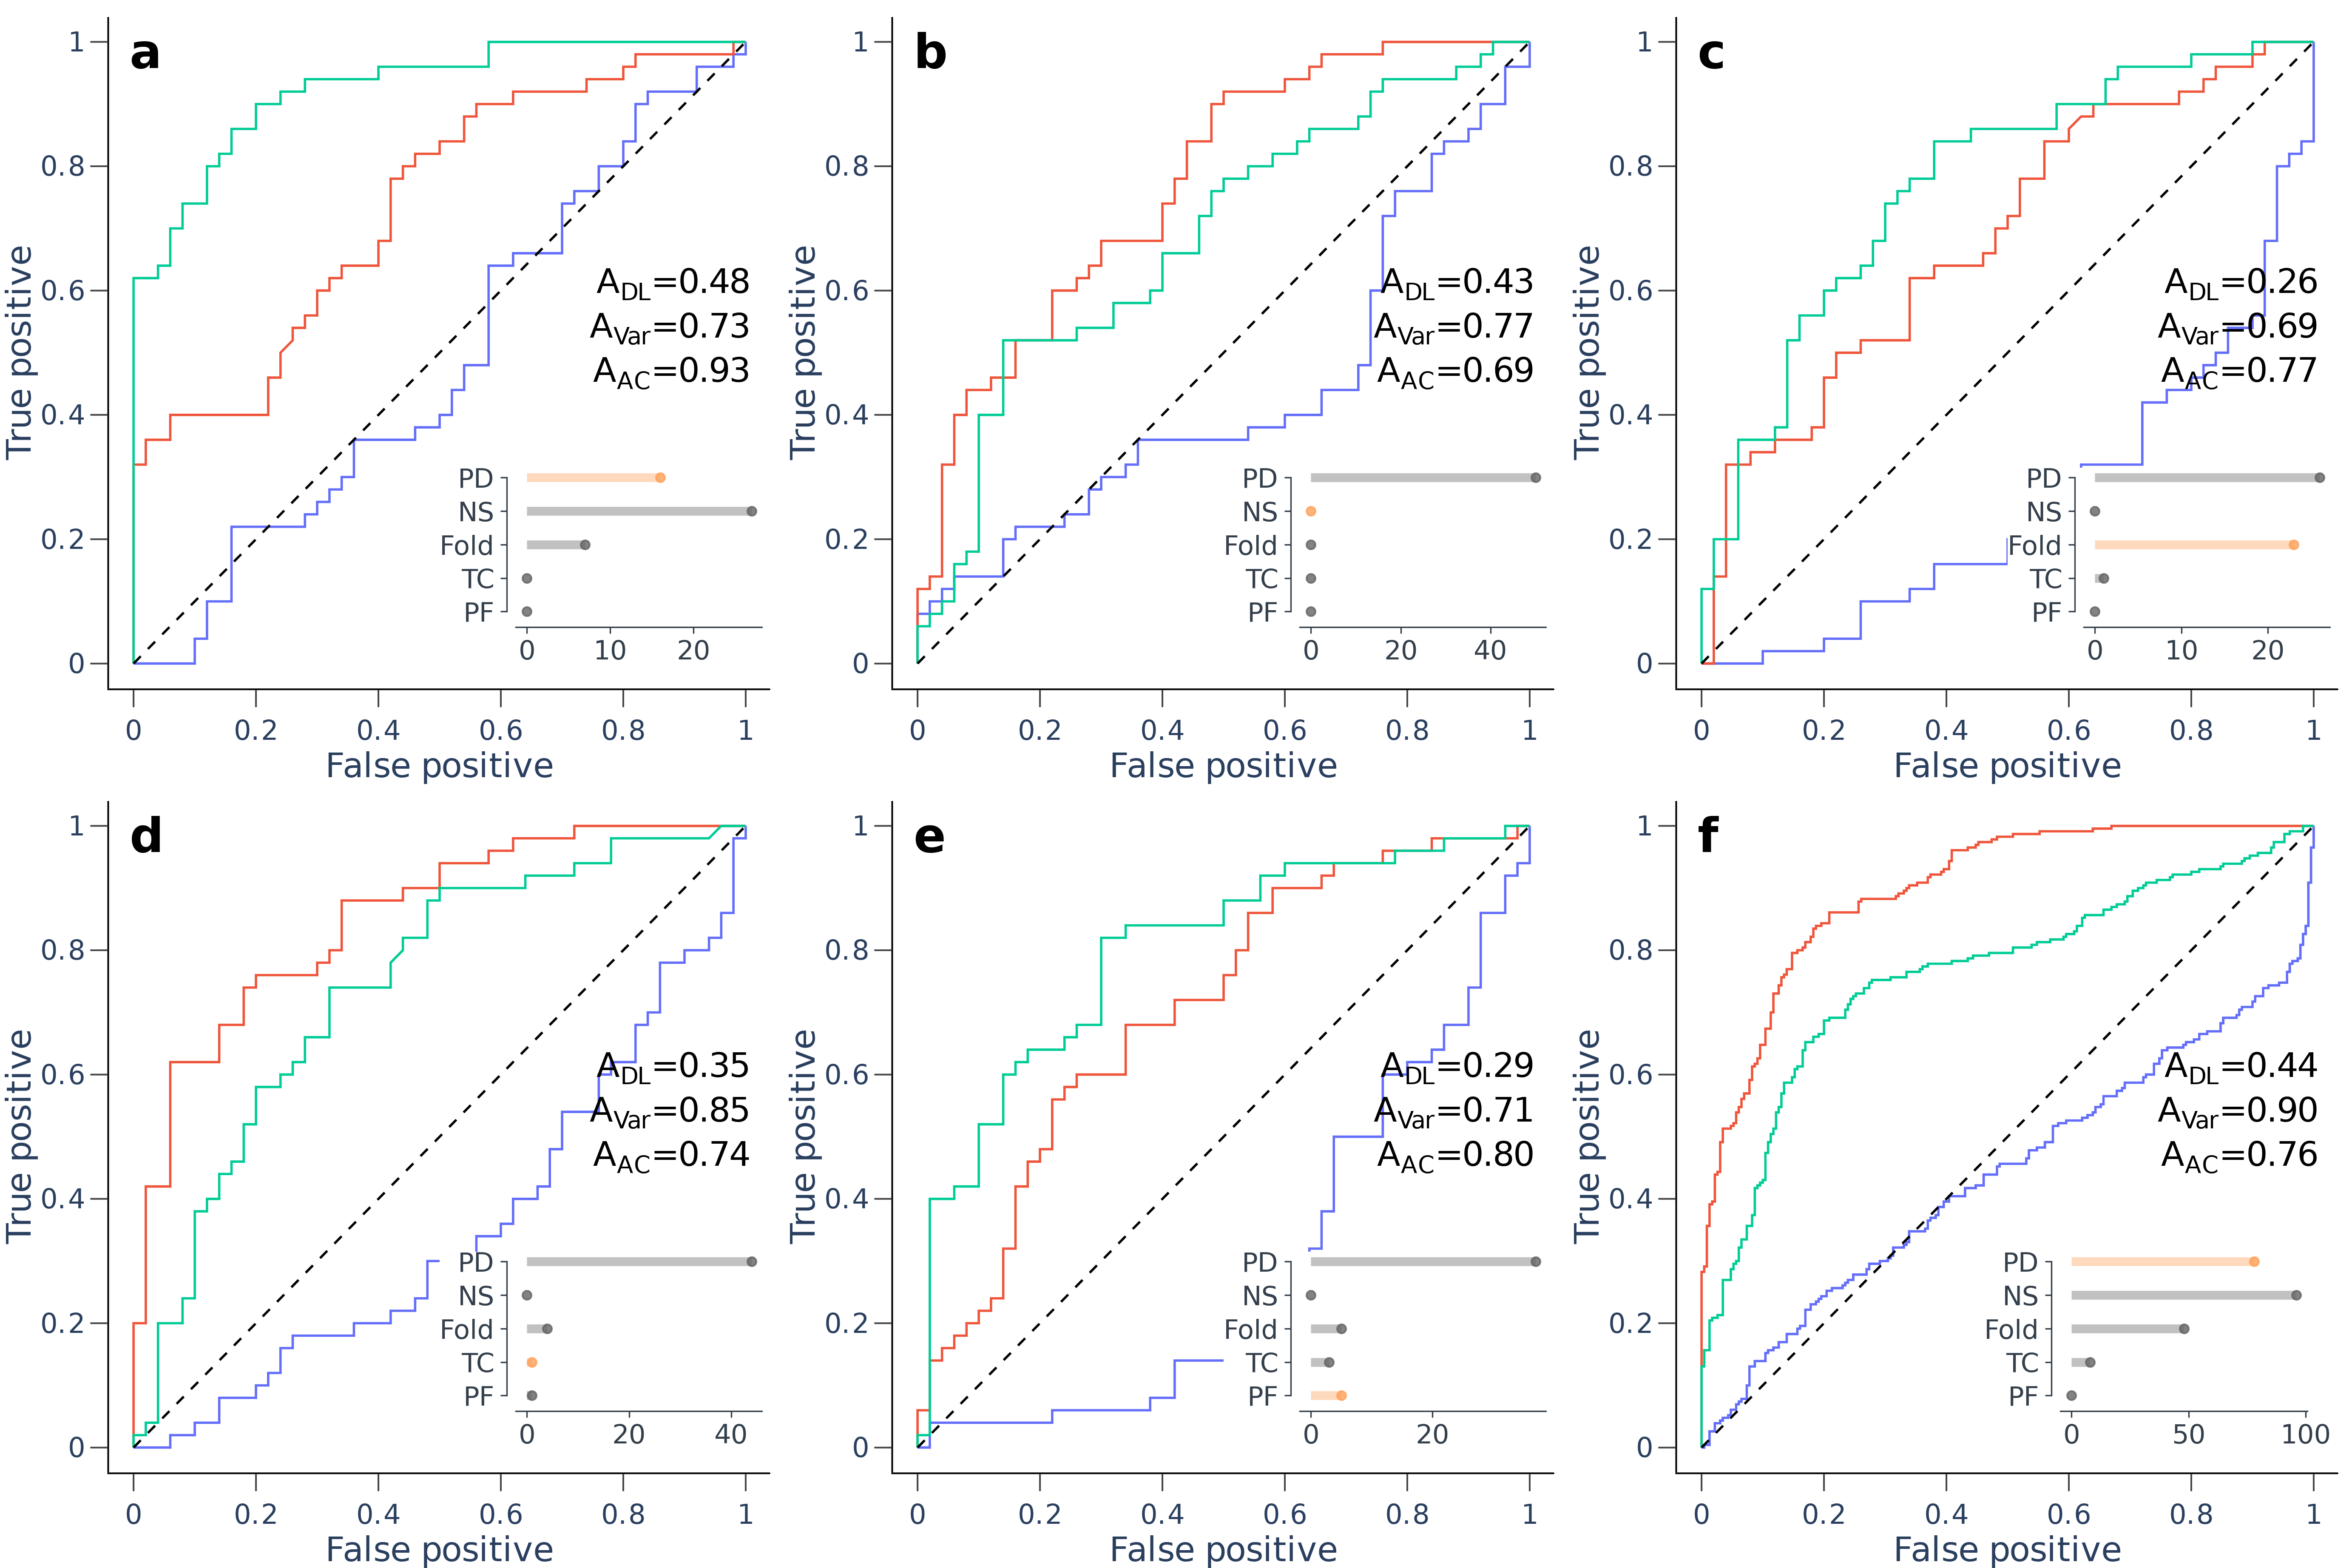 a
1
0.8
0.6
0.4
0.2
0
True positive
A_DL=0.48
A_Var=0.73
A_AC=0.93
PD
NS
Fold
TC
PF
0 10 20
0 0.2 0.4 0.6 0.8 1
False positive
b
1
0.8
0.6
0.4
0.2
0
True positive
A_DL=0.43
A_Var=0.77
A_AC=0.69
PD
NS
Fold
TC
PF
0 20 40
0 0.2 0.4 0.6 0.8 1
False positive
c
1
0.8
0.6
0.4
0.2
0
True positive
A_DL=0.26
A_Var=0.69
A_AC=0.77
PD
NS
Fold
TC
PF
0 10 20
0 0.2 0.4 0.6 0.8 1
False positive
d
1
0.8
0.6
0.4
0.2
0
True positive
A_DL=0.35
A_Var=0.85
A_AC=0.74
PD
NS
Fold
TC
PF
0 20 40
0 0.2 0.4 0.6 0.8 1
False positive
e
1
0.8
0.6
0.4
0.2
0
True positive
A_DL=0.29
A_Var=0.71
A_AC=0.80
PD
NS
Fold
TC
PF
0 20
0 0.2 0.4 0.6 0.8 1
False positive
f
1
0.8
0.6
0.4
0.2
0
True positive
A_DL=0.44
A_Var=0.90
A_AC=0.76
PD
NS
Fold
TC
PF
0 50 100
0 0.2 0.4 0.6 0.8 1
False positive